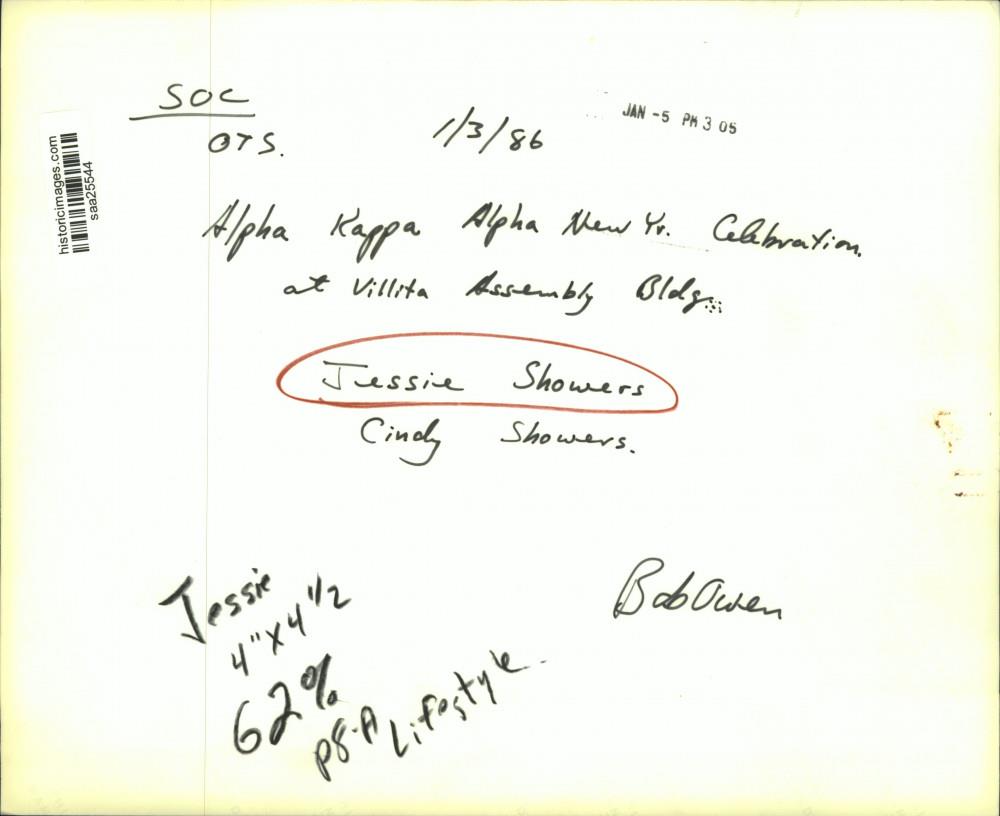 SOC
OTS.
1/3/86
JAN -5 PM 3 05
historicimages.com
saa25544
Alpha Kappa Alpha New Yr. Celebration.
at Villita Assembly Bldg.
Jessie Showers
Cindy Showers.
Bob Owen
Jessie
4" X 4 1/2
62%
P8-A Lifestyle